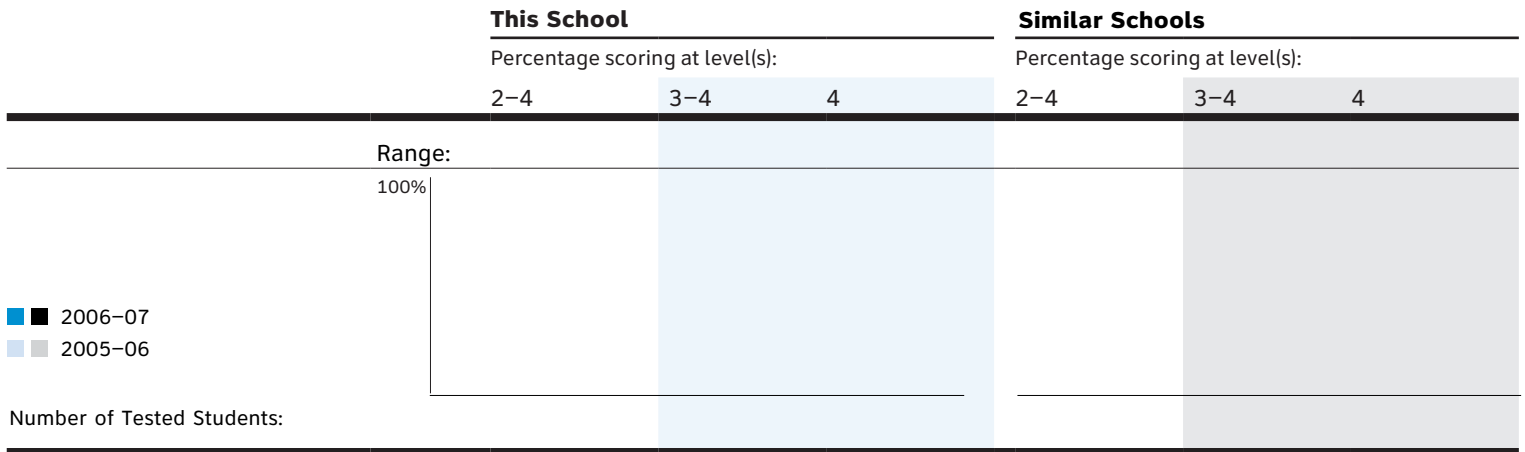 This School Similar Schools
Percentage scoring at level(s): Percentage scoring at level(s):
2–4 3–4 4 2–4 3–4 4
Range:
100%
2006–07
2005–06
Number of Tested Students: